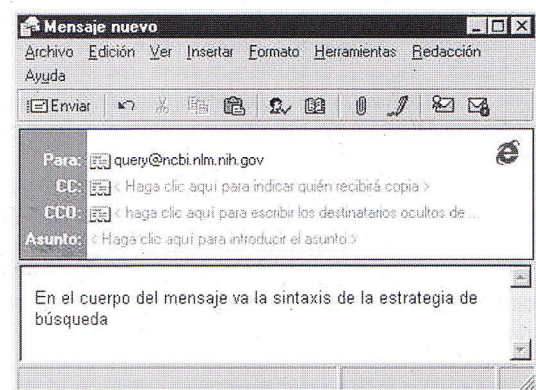 Mensaje nuevo
Archivo Edición Ver Insertar Formato Herramientas Redacción
Ayuda
Enviar
Para: query@ncbi.nlm.nih.gov
CC: < Haga clic aquí para indicar quién recibirá copia >
CCO: < haga clic aquí para escribir los destinatarios ocultos de ...
Asunto: < Haga clic aquí para introducir el asunto >
En el cuerpo del mensaje va la sintaxis de la estrategia de
búsqueda